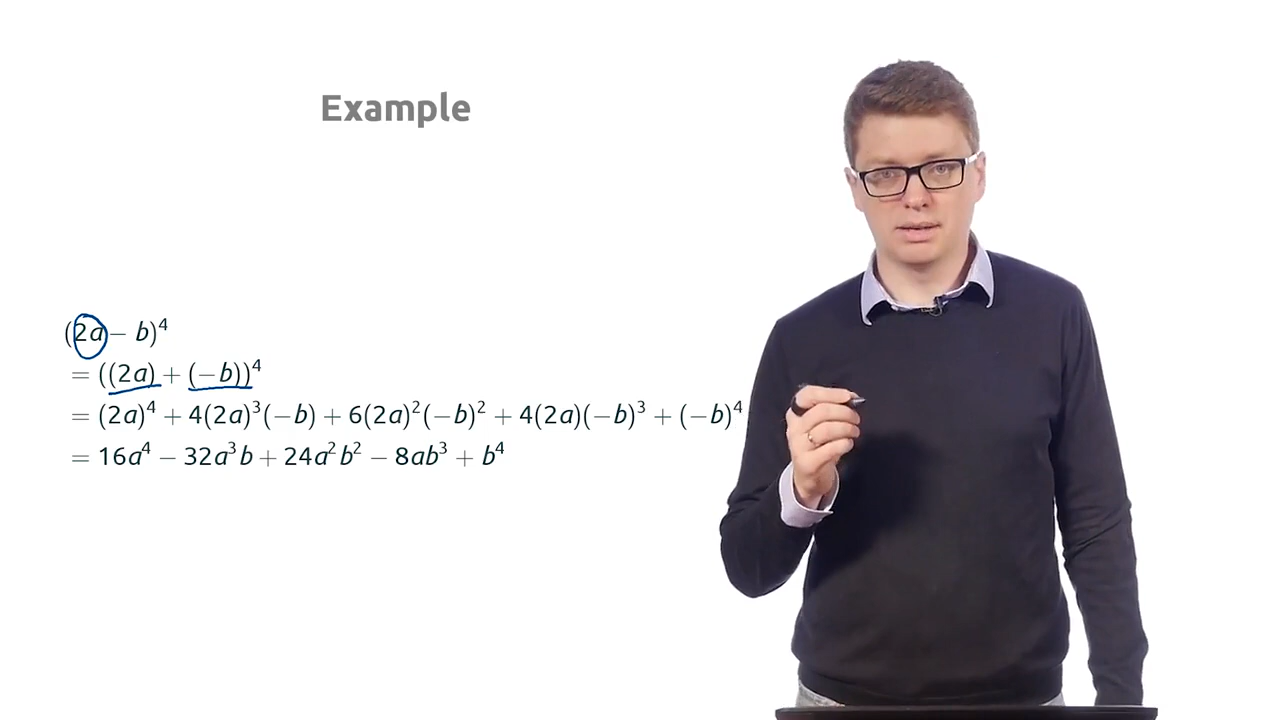 Example
(2a − b)⁴
= ((2a) + (−b))⁴
= (2a)⁴ + 4(2a)³(−b) + 6(2a)²(−b)² + 4(2a)(−b)³ + (−b)⁴
= 16a⁴ − 32a³b + 24a²b² − 8ab³ + b⁴